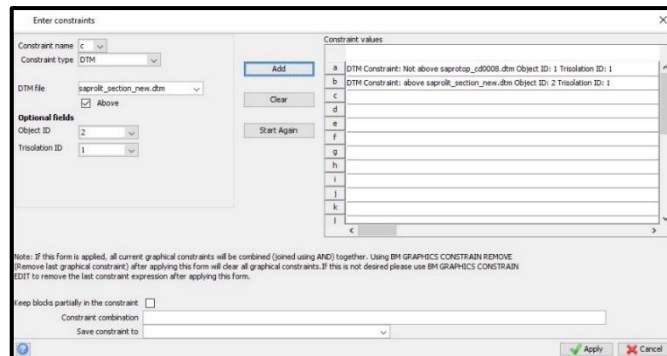 Enter constraints
Constraint name c
Constraint type DTM
DTM file saprolit_section_new.dtm
Above
Optional fields
Object ID 2
Trisolation ID 1
Add
Clear
Start Again
Constraint values
a DTM Constraint: Not above saprotop_cd0008.dtm Object ID: 1 Trisolation ID: 1
b DTM Constraint: above saprolit_section_new.dtm Object ID: 2 Trisolation ID: 1
c
d
e
f
g
h
i
j
k
l
Note: If this form is applied, all current graphical constraints will be combined (joined using AND) together. Using BM GRAPHICS CONSTRAIN REMOVE
(Remove last graphical constraint) after applying this form will clear all graphical constraints.If this is not desired please use BM GRAPHICS CONSTRAIN
EDIT to remove the last constraint expression after applying this form.
Keep blocks partially in the constraint
Constraint combination
Save constraint to
Apply Cancel